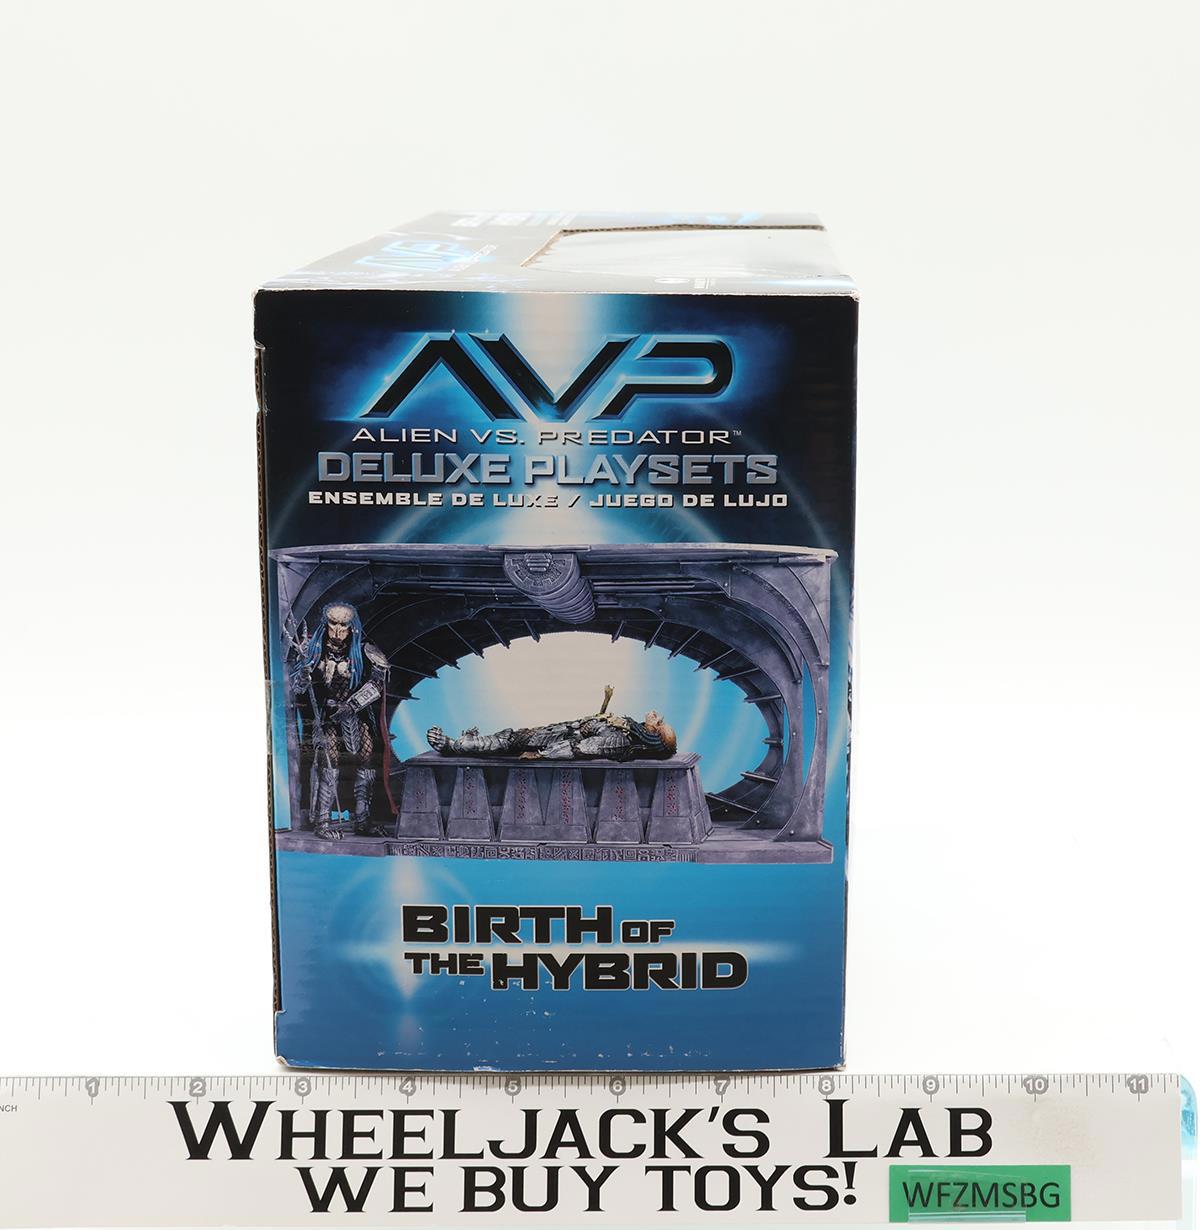 AVP
ALIEN VS. PREDATOR™
DELUXE PLAYSETS
ENSEMBLE DE LUXE / JUEGO DE LUJO
BIRTH OF
THE HYBRID
1 2 3 4 5 6 7 8 9 10 11
WHEELJACK'S LAB
WE BUY TOYS!
WFZMSBG